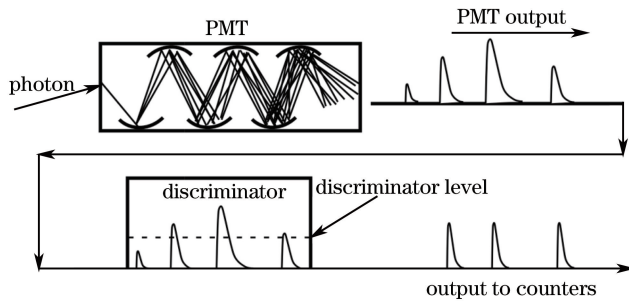 PMT
PMT output
photon
discriminator
discriminator level
output to counters